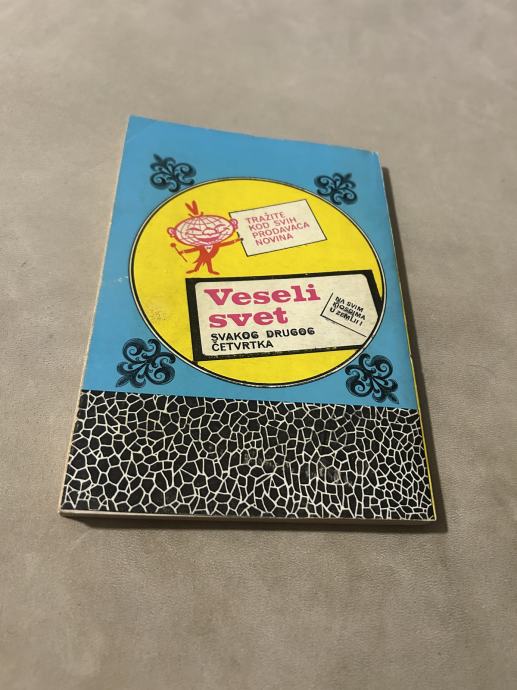 TRAŽITE
KOD SVIH
PRODAVACA
NOVINA
Veseli
svet
SVAKOG DRUGOG
ČETVRTKA
NA SVIM
KIOSCIMA
U ZEMLJI!